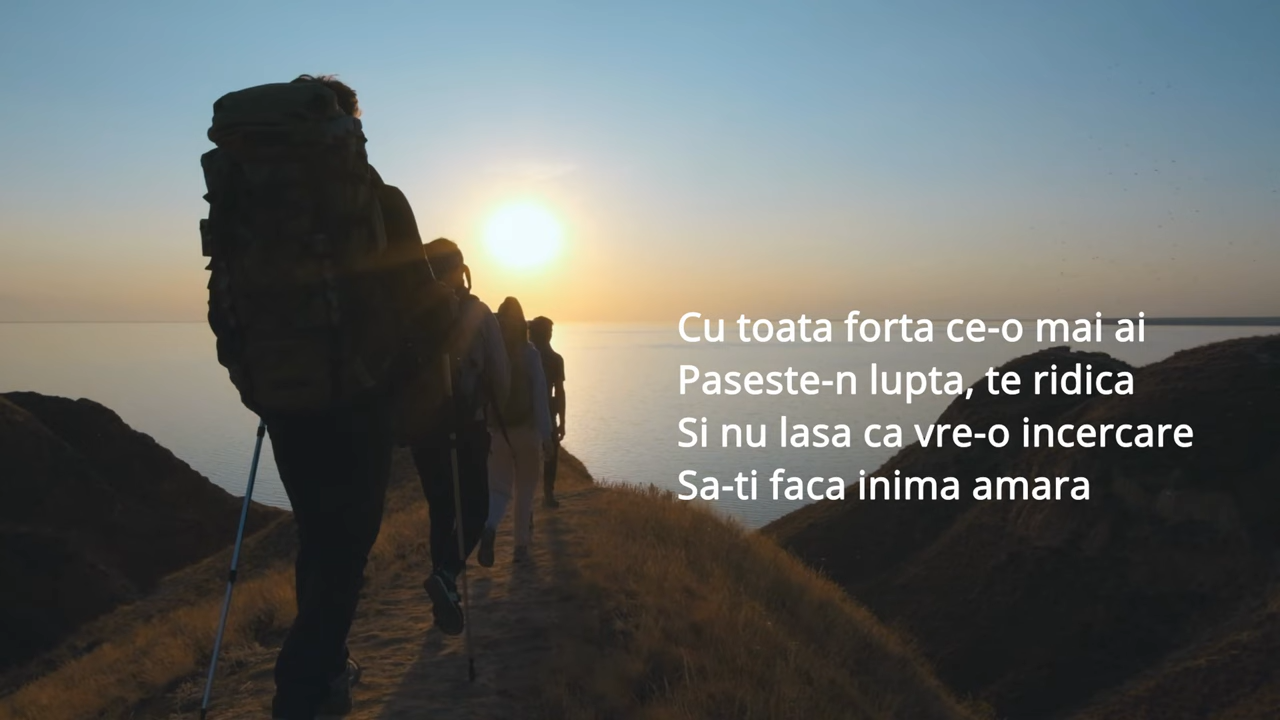 Cu toata forta ce-o mai ai
Paseste-n lupta, te ridica
Si nu lasa ca vre-o incercare
Sa-ti faca inima amara